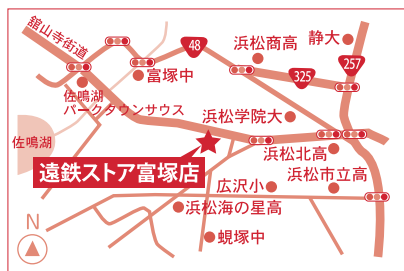 舘山寺街道
48
浜松商高
静大
257
325
富塚中
佐鳴湖
パークタウンサウス
浜松学院大
佐鳴湖
浜松北高
遠鉄ストア富塚店
広沢小
浜松市立高
浜松海の星高
蜆塚中
N